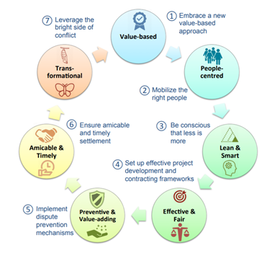 ⑦ Leverage the
bright side of
conflict
Value-based
① Embrace a new
value-based
approach
Trans-
formational
People-
centred
② Mobilize the
right people
⑥ Ensure amicable
and timely
settlement
③ Be conscious
that less is
more
Amicable &
Timely
Lean &
Smart
④ Set up effective project
development and
contracting frameworks
⑤ Implement
dispute
prevention
mechanisms
Preventive &
Value-adding
Effective &
Fair